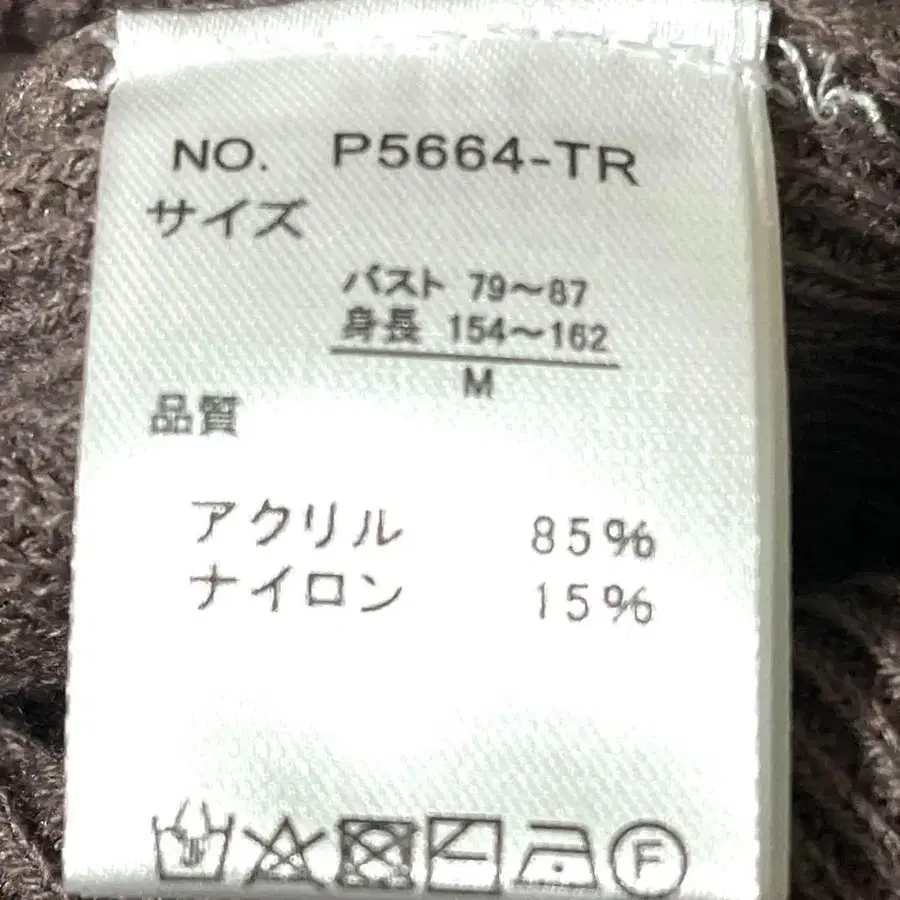 NO. P5664-TR
サイズ
バスト 79〜87
身長 154〜162
M
品質
アクリル 85%
ナイロン 15%
F